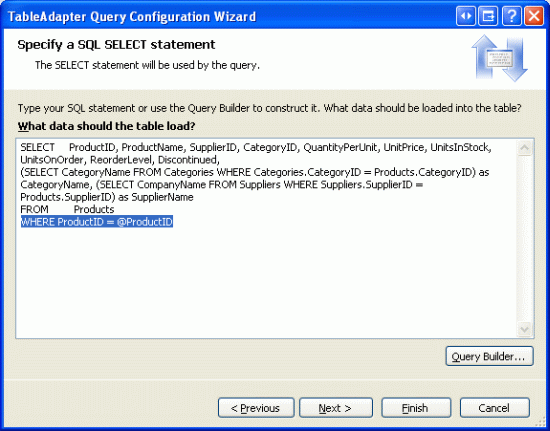 TableAdapter Query Configuration Wizard
Specify a SQL SELECT statement
The SELECT statement will be used by the query.
Type your SQL statement or use the Query Builder to construct it. What data should be loaded into the table?
What data should the table load?
SELECT ProductID, ProductName, SupplierID, CategoryID, QuantityPerUnit, UnitPrice, UnitsInStock,
UnitsOnOrder, ReorderLevel, Discontinued,
(SELECT CategoryName FROM Categories WHERE Categories.CategoryID = Products.CategoryID) as
CategoryName, (SELECT CompanyName FROM Suppliers WHERE Suppliers.SupplierID =
Products.SupplierID) as SupplierName
FROM Products
WHERE ProductID = @ProductID
Query Builder...
< Previous
Next >
Finish
Cancel